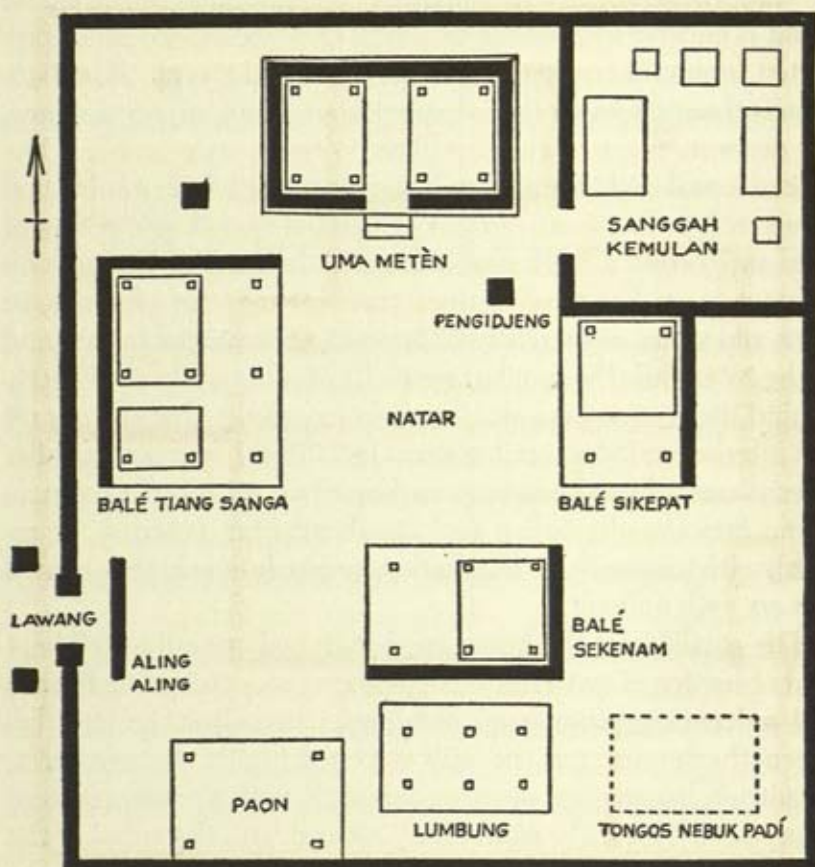 SANGGAH
KEMULAN
UMA METÈN
PENGIDJENG
NATAR
BALÉ TIANG SANGA
BALÉ SIKEPAT
LAWANG
ALING
ALING
BALÉ
SEKENAM
PAON
LUMBUNG
TONGOS NEBUK PADÍ